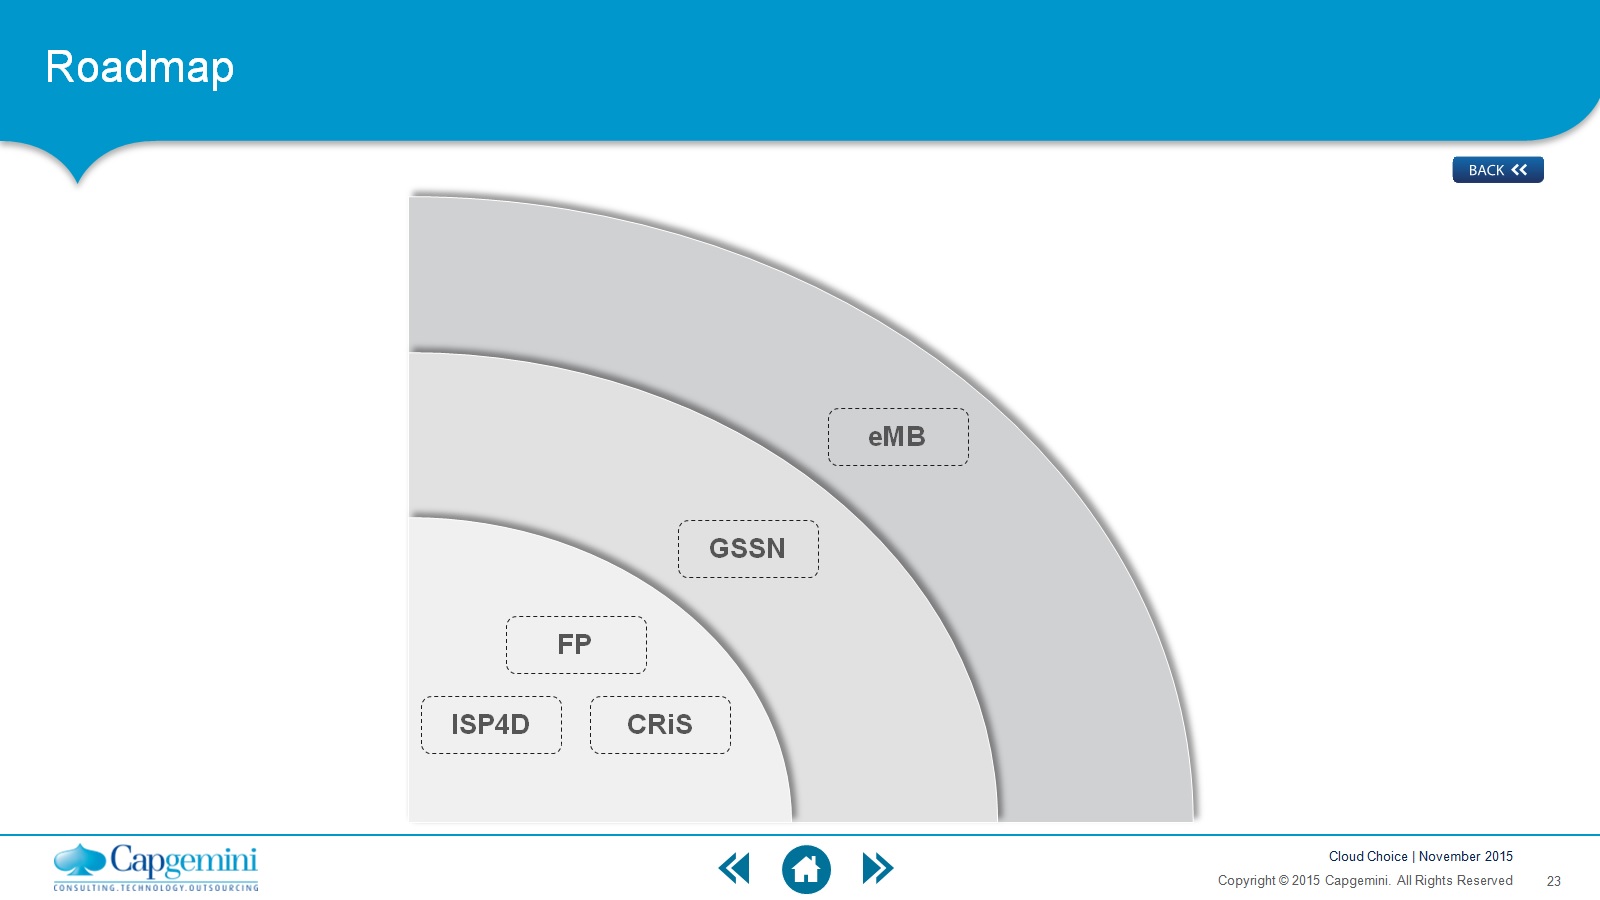 Roadmap
BACK
eMB
GSSN
FP
ISP4D
CRiS
Capgemini
CONSULTING.TECHNOLOGY.OUTSOURCING
Cloud Choice | November 2015
Copyright © 2015 Capgemini. All Rights Reserved
23